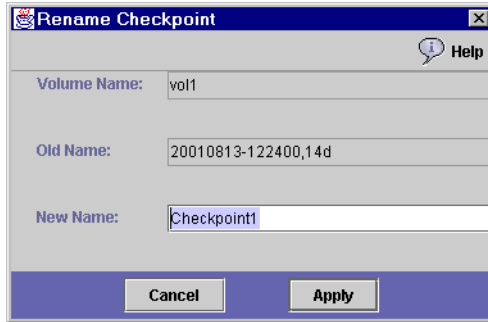 Rename Checkpoint
Help
Volume Name: vol1
Old Name: 20010813-122400,14d
New Name: Checkpoint1
Cancel Apply